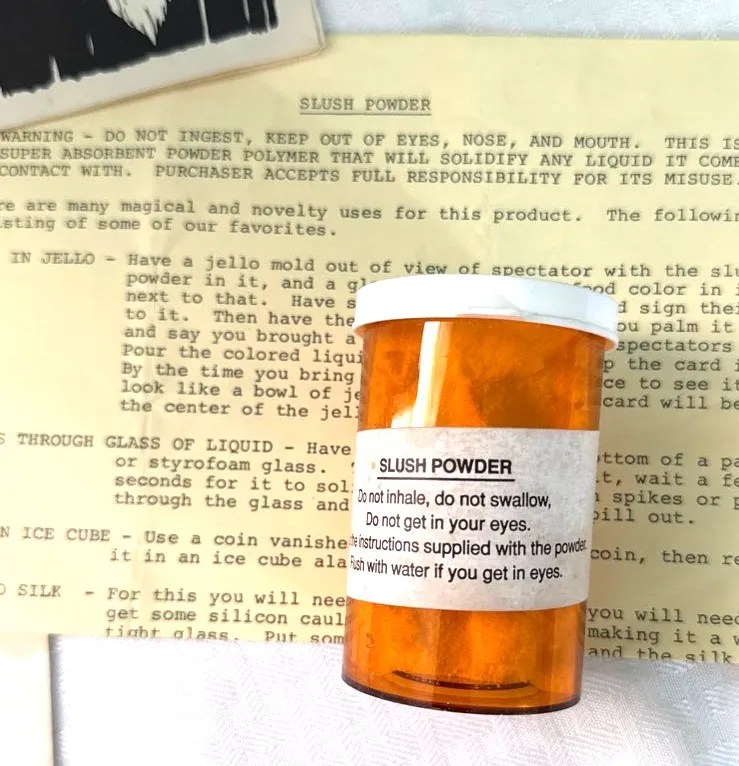 SLUSH POWDER
WARNING - DO NOT INGEST, KEEP OUT OF EYES, NOSE, AND MOUTH. THIS IS
SUPER ABSORBENT POWDER POLYMER THAT WILL SOLIDIFY ANY LIQUID IT COME
CONTACT WITH. PURCHASER ACCEPTS FULL RESPONSIBILITY FOR ITS MISUSE.
re are many magical and novelty uses for this product. The followin
sting of some of our favorites.
IN JELLO - Have a jello mold out of view of spectator with the slu
powder in it, and a gl food color in i
next to that. Have s d sign thei
to it. Then have the ou palm it
and say you brought a spectators
Pour the colored liqui p the card i
By the time you bring ce to see it
look like a bowl of je card will be
the center of the jel
S THROUGH GLASS OF LIQUID - Have ttom of a pa
or styrofoam glass. t, wait a fe
seconds for it to sol spikes or p
through the glass and pill out.
N ICE CUBE - Use a coin vanishe coin, then re
it in an ice cube ala
O SILK - For this you will nee you will need
get some silicon caul making it a w
tight glass. Put som and the silk
SLUSH POWDER
Do not inhale, do not swallow,
Do not get in your eyes.
he instructions supplied with the powder.
Flush with water if you get in eyes.